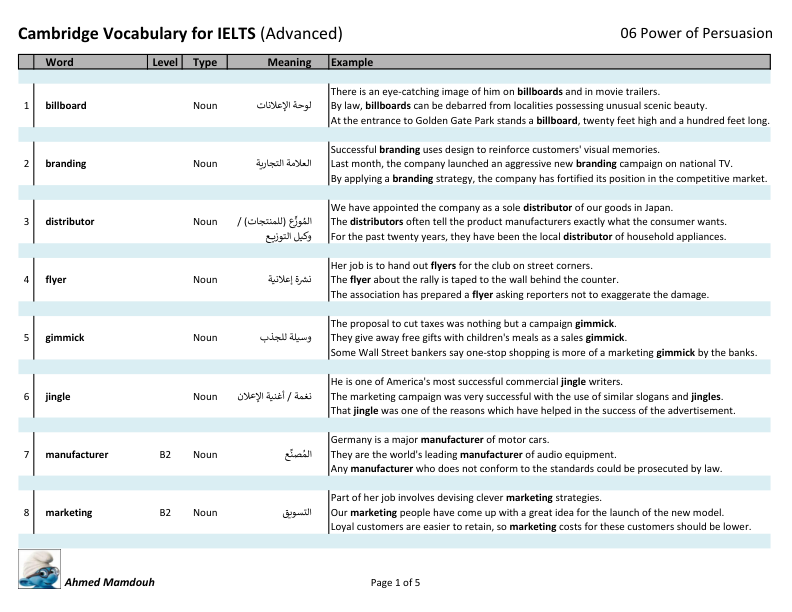 Cambridge Vocabulary for IELTS (Advanced) 06 Power of Persuasion
Word Level Type Meaning Example
There is an eye-catching image of him on billboards and in movie trailers.
1 billboard Noun لوحة الإعلانات By law, billboards can be debarred from localities possessing unusual scenic beauty.
At the entrance to Golden Gate Park stands a billboard, twenty feet high and a hundred feet long.
Successful branding uses design to reinforce customers' visual memories.
2 branding Noun العلامة التجارية Last month, the company launched an aggressive new branding campaign on national TV.
By applying a branding strategy, the company has fortified its position in the competitive market.
We have appointed the company as a sole distributor of our goods in Japan.
3 distributor Noun المُوزِّع (للمنتجات) / وكيل التوزيع The distributors often tell the product manufacturers exactly what the consumer wants.
For the past twenty years, they have been the local distributor of household appliances.
Her job is to hand out flyers for the club on street corners.
4 flyer Noun نشرة إعلانية The flyer about the rally is taped to the wall behind the counter.
The association has prepared a flyer asking reporters not to exaggerate the damage.
The proposal to cut taxes was nothing but a campaign gimmick.
5 gimmick Noun وسيلة للجذب They give away free gifts with children's meals as a sales gimmick.
Some Wall Street bankers say one-stop shopping is more of a marketing gimmick by the banks.
He is one of America's most successful commercial jingle writers.
6 jingle Noun نغمة / أغنية الإعلان The marketing campaign was very successful with the use of similar slogans and jingles.
That jingle was one of the reasons which have helped in the success of the advertisement.
Germany is a major manufacturer of motor cars.
7 manufacturer B2 Noun المُصنِّع They are the world's leading manufacturer of audio equipment.
Any manufacturer who does not conform to the standards could be prosecuted by law.
Part of her job involves devising clever marketing strategies.
8 marketing B2 Noun التسويق Our marketing people have come up with a great idea for the launch of the new model.
Loyal customers are easier to retain, so marketing costs for these customers should be lower.
Ahmed Mamdouh Page 1 of 5